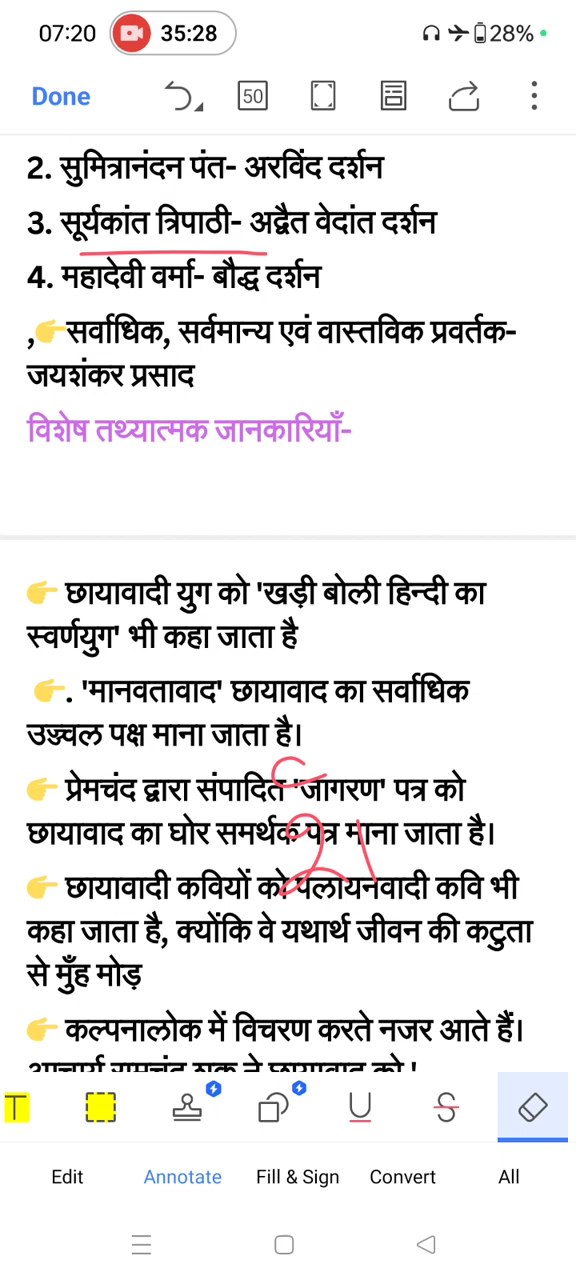 07:20 35:28 28%
Done 50
2. सुमित्रानंदन पंत- अरविंद दर्शन
3. सूर्यकांत त्रिपाठी- अद्वैत वेदांत दर्शन
4. महादेवी वर्मा- बौद्ध दर्शन
,👉सर्वाधिक, सर्वमान्य एवं वास्तविक प्रवर्तक-
जयशंकर प्रसाद
विशेष तथ्यात्मक जानकारियाँ-
👉 छायावादी युग को 'खड़ी बोली हिन्दी का
स्वर्णयुग' भी कहा जाता है
👉. 'मानवतावाद' छायावाद का सर्वाधिक
उज्ज्वल पक्ष माना जाता है।
👉 प्रेमचंद द्वारा संपादित 'जागरण' पत्र को
छायावाद का घोर समर्थक पत्र माना जाता है।
👉 छायावादी कवियों को पलायनवादी कवि भी
कहा जाता है, क्योंकि वे यथार्थ जीवन की कटुता
से मुँह मोड़
👉 कल्पनालोक में विचरण करते नजर आते हैं।
आचार्य रामचंद्र शुक्ल ने छायावाद को '
T U S
Edit Annotate Fill & Sign Convert All